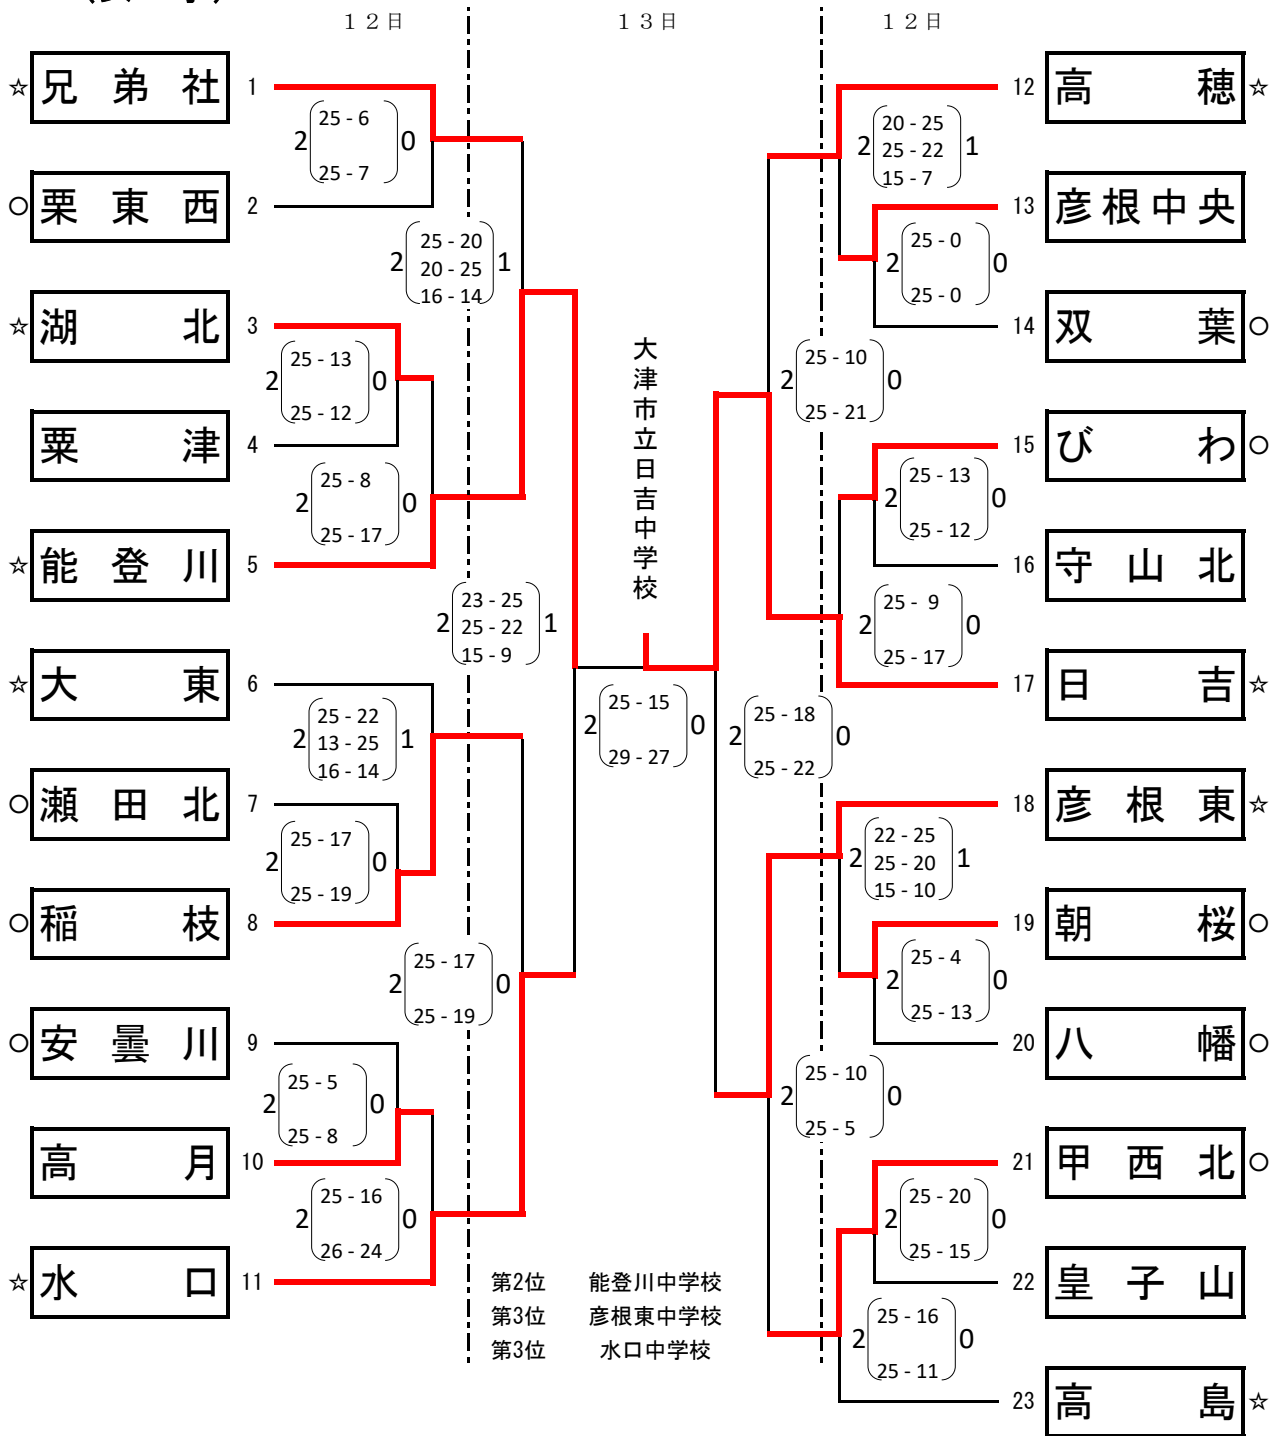 １２日
１３日
１２日
☆ 兄弟社 1
○ 栗東西 2
☆ 湖北 3
粟津 4
☆ 能登川 5
☆ 大東 6
○ 瀬田北 7
○ 稲枝 8
○ 安曇川 9
高月 10
☆ 水口 11
2 25 - 6 0
25 - 7
25 - 20
2 20 - 25 1
16 - 14
25 - 13
2 0
25 - 12
25 - 8
2 0
25 - 17
23 - 25
2 25 - 22 1
15 - 9
25 - 22
2 13 - 25 1
16 - 14
25 - 17
2 0
25 - 19
25 - 17
2 0
25 - 19
25 - 5
2 0
25 - 8
25 - 16
2 0
26 - 24
大津市立日吉中学校
25 - 15
2 0
29 - 27
第2位 能登川中学校
第3位 彦根東中学校
第3位 水口中学校
20 - 25
2 25 - 22 1
15 - 7
25 - 0
2 0
25 - 0
25 - 10
2 0
25 - 21
25 - 13
2 0
25 - 12
25 - 9
2 0
25 - 17
25 - 18
2 0
25 - 22
22 - 25
2 25 - 20 1
15 - 10
25 - 4
2 0
25 - 13
25 - 10
2 0
25 - 5
25 - 20
2 0
25 - 15
25 - 16
2 0
25 - 11
12 高穂 ☆
13 彦根中央
14 双葉 ○
15 びわ ○
16 守山北
17 日吉 ☆
18 彦根東 ☆
19 朝桜 ○
20 八幡 ○
21 甲西北 ○
22 皇子山
23 高島 ☆